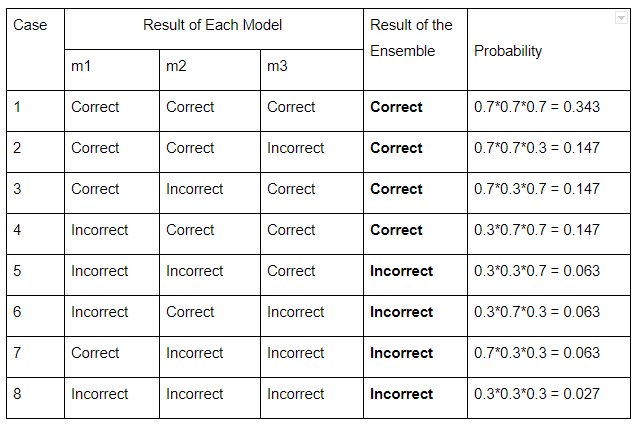 Case Result of Each Model Result of the
Ensemble Probability
m1 m2 m3
1 Correct Correct Correct Correct 0.7*0.7*0.7 = 0.343
2 Correct Correct Incorrect Correct 0.7*0.7*0.3 = 0.147
3 Correct Incorrect Correct Correct 0.7*0.3*0.7 = 0.147
4 Incorrect Correct Correct Correct 0.3*0.7*0.7 = 0.147
5 Incorrect Incorrect Correct Incorrect 0.3*0.3*0.7 = 0.063
6 Incorrect Correct Incorrect Incorrect 0.3*0.7*0.3 = 0.063
7 Correct Incorrect Incorrect Incorrect 0.7*0.3*0.3 = 0.063
8 Incorrect Incorrect Incorrect Incorrect 0.3*0.3*0.3 = 0.027